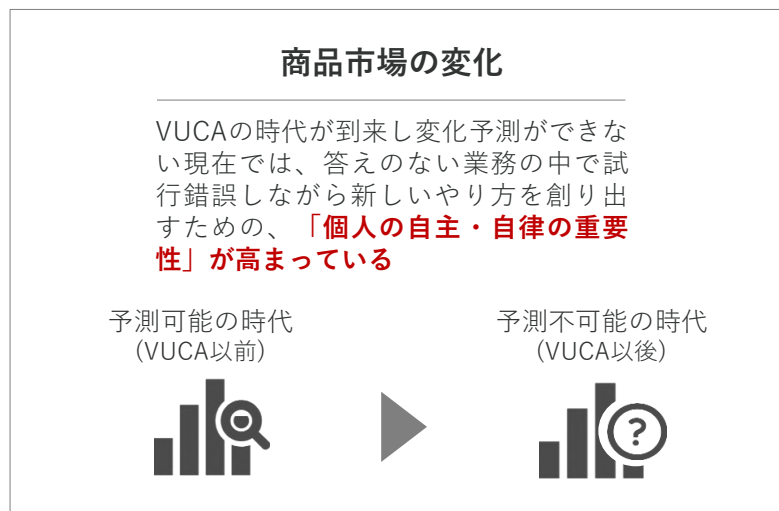 商品市場の変化
VUCAの時代が到来し変化予測ができな
い現在では、答えのない業務の中で試
行錯誤しながら新しいやり方を創り出
すための、「個人の自主・自律の重要
性」が高まっている
予測可能の時代
(VUCA以前)
予測不可能の時代
(VUCA以後)
?